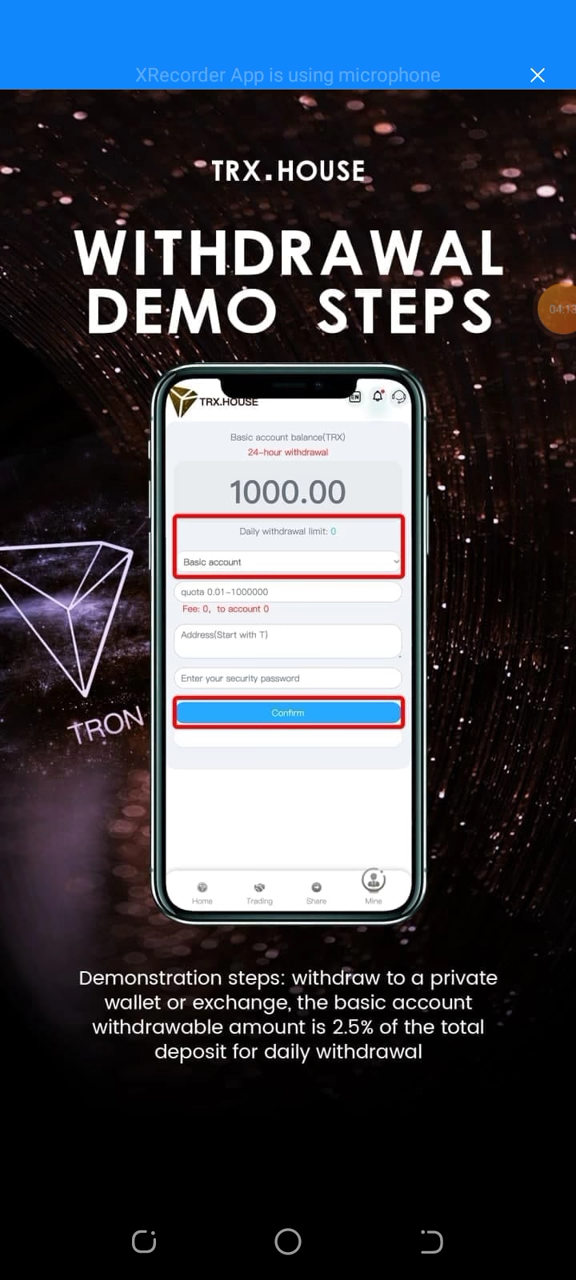 XRecorder App is using microphone
TRX.HOUSE
WITHDRAWAL
DEMO STEPS
04:13
TRX.HOUSE
EN
Basic account balance(TRX)
24-hour withdrawal
1000.00
Daily withdrawal limit: 0
Basic account
quota 0.01~1000000
Fee: 0, to account 0
Address(Start with T)
Enter your security password
Confirm
TRON
Home
Trading
Share
Mine
Demonstration steps: withdraw to a private
wallet or exchange, the basic account
withdrawable amount is 2.5% of the total
deposit for daily withdrawal